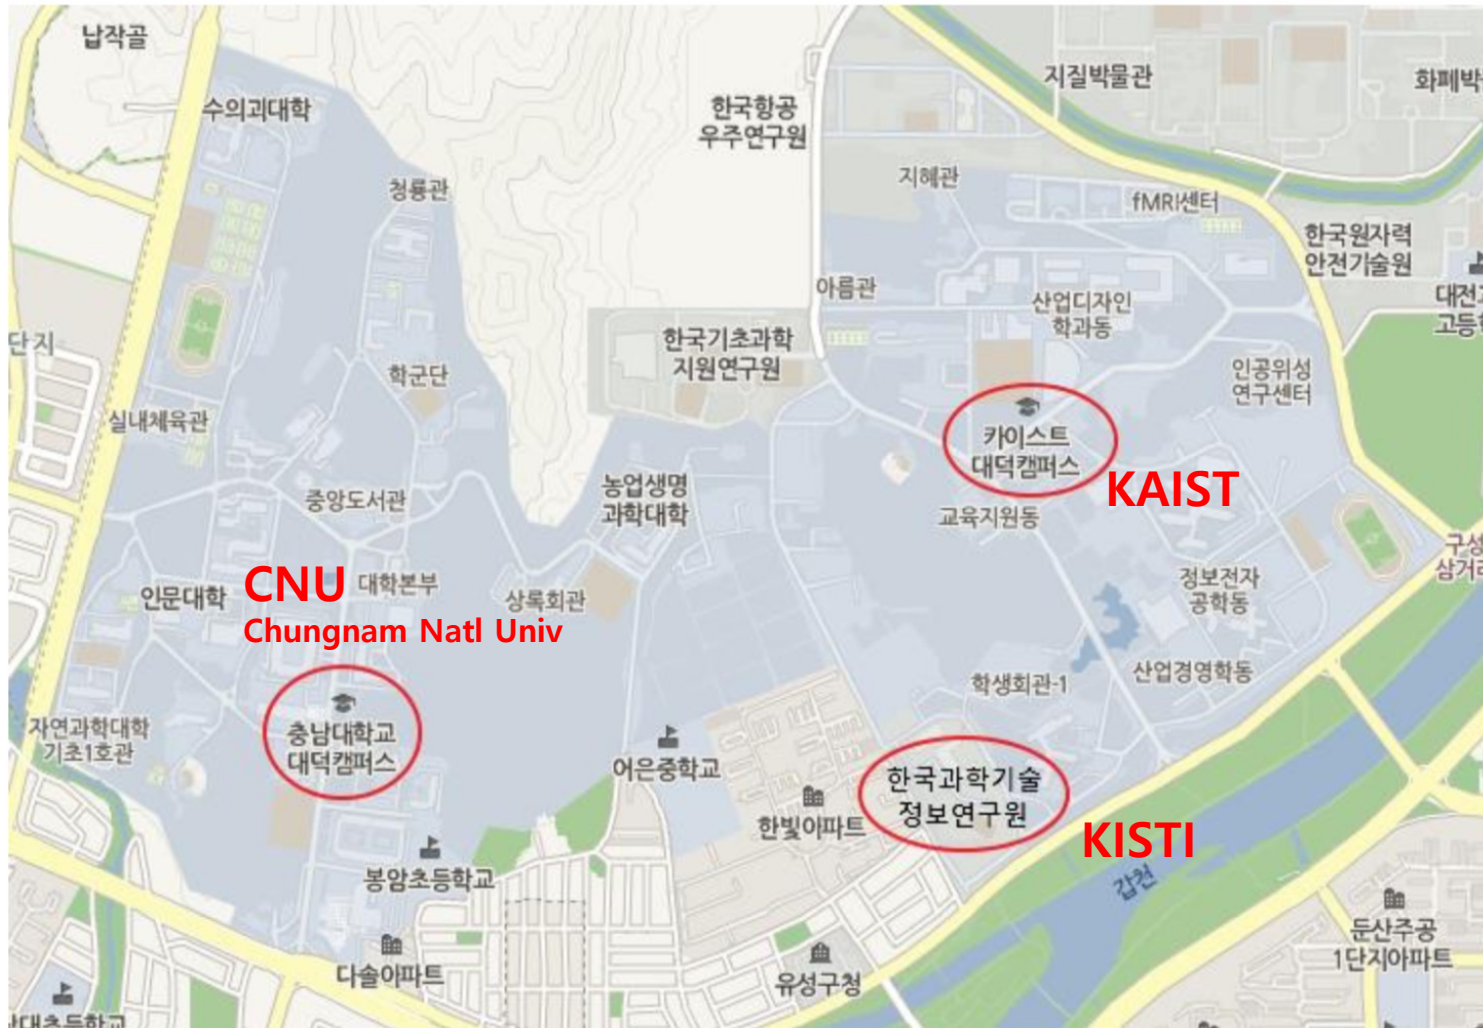 납작골
수의과대학
청룡관
한국항공
우주연구원
지질박물관
화폐박
지혜관
fMRI센터
한국원자력
안전기술원
대전
고등학
아름관
산업디자인
학과동
단지
한국기초과학
지원연구원
학군단
인공위성
연구센터
실내체육관
카이스트
대덕캠퍼스
KAIST
중앙도서관
농업생명
과학대학
교육지원동
구성
삼거리
정보전자
공학동
인문대학
CNU
대학본부
상록회관
Chungnam Natl Univ
학생회관-1
산업경영학동
충남대학교
대덕캠퍼스
자연과학대학
기초1호관
어은중학교
한국과학기술
정보연구원
한빛아파트
KISTI
갑천
봉암초등학교
다솔아파트
유성구청
둔산주공
1단지아파트
대초등학교